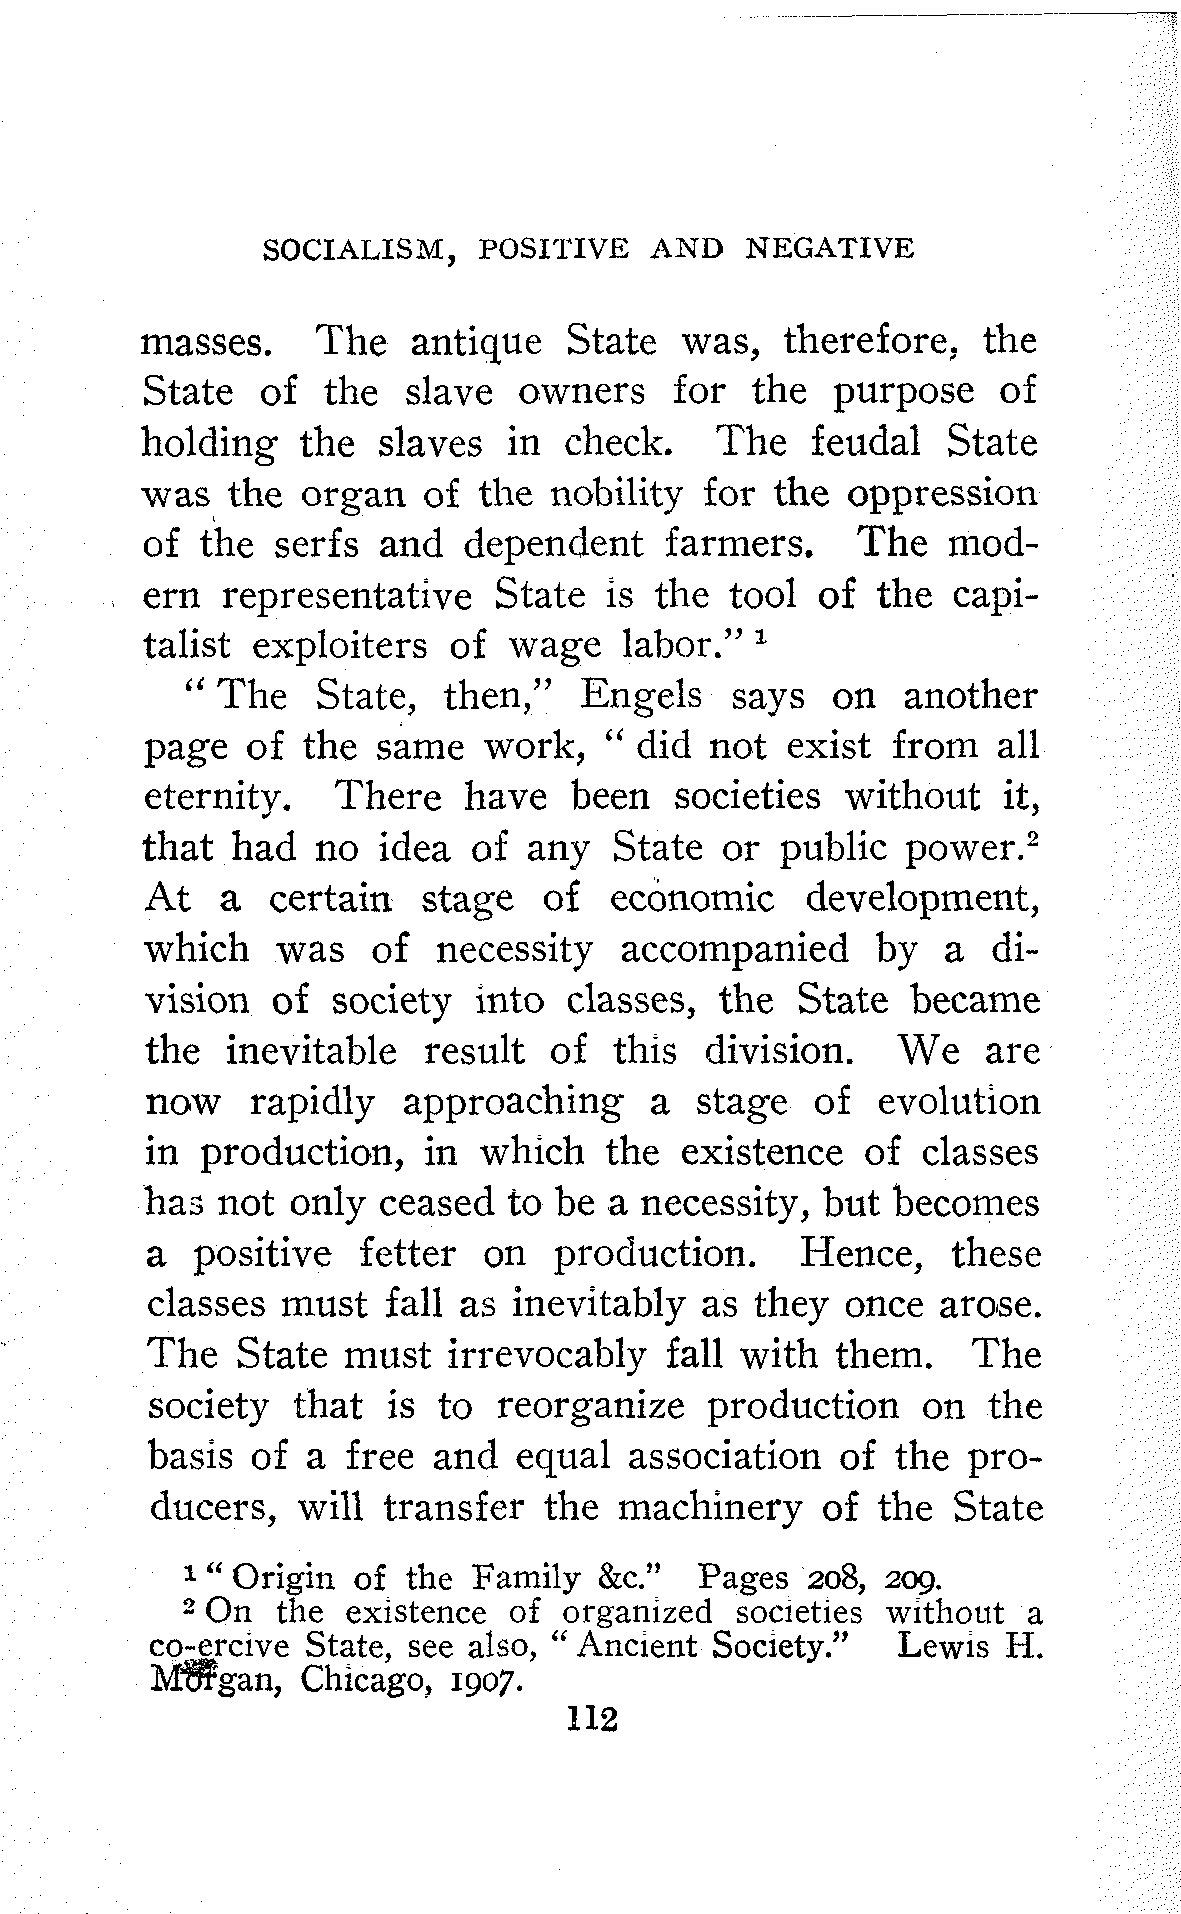 SOCIALISM, POSITIVE AND NEGATIVE
masses. The antique State was, therefore, the
State of the slave owners for the purpose of
holding the slaves in check. The feudal State
was the organ of the nobility for the oppression
of the serfs and dependent farmers. The mod-
ern representative State is the tool of the capi-
talist exploiters of wage labor." ¹
" The State, then," Engels says on another
page of the same work, " did not exist from all
eternity. There have been societies without it,
that had no idea of any State or public power.²
At a certain stage of economic development,
which was of necessity accompanied by a di-
vision of society into classes, the State became
the inevitable result of this division. We are
now rapidly approaching a stage of evolution
in production, in which the existence of classes
has not only ceased to be a necessity, but becomes
a positive fetter on production. Hence, these
classes must fall as inevitably as they once arose.
The State must irrevocably fall with them. The
society that is to reorganize production on the
basis of a free and equal association of the pro-
ducers, will transfer the machinery of the State
¹ " Origin of the Family &c." Pages 208, 209.
² On the existence of organized societies without a
co-ercive State, see also, " Ancient Society." Lewis H.
Morgan, Chicago, 1907.
112